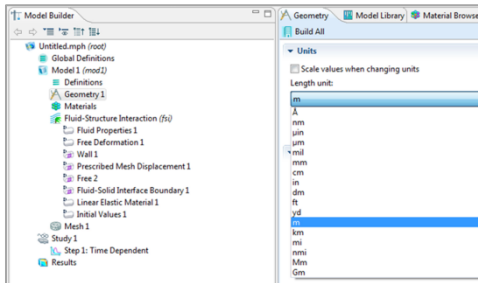 Model Builder
Untitled.mph (root)
Global Definitions
Model 1 (mod1)
Definitions
Geometry 1
Materials
Fluid-Structure Interaction (fsi)
Fluid Properties 1
Free Deformation 1
Wall 1
Prescribed Mesh Displacement 1
Free 2
Fluid-Solid Interface Boundary 1
Linear Elastic Material 1
Initial Values 1
Mesh 1
Study 1
Step 1: Time Dependent
Results
Geometry Model Library Material Browse
Build All
Units
Scale values when changing units
Length unit:
m
Å
nm
µin
µm
mil
mm
cm
in
dm
ft
yd
m
km
mi
nmi
Mm
Gm